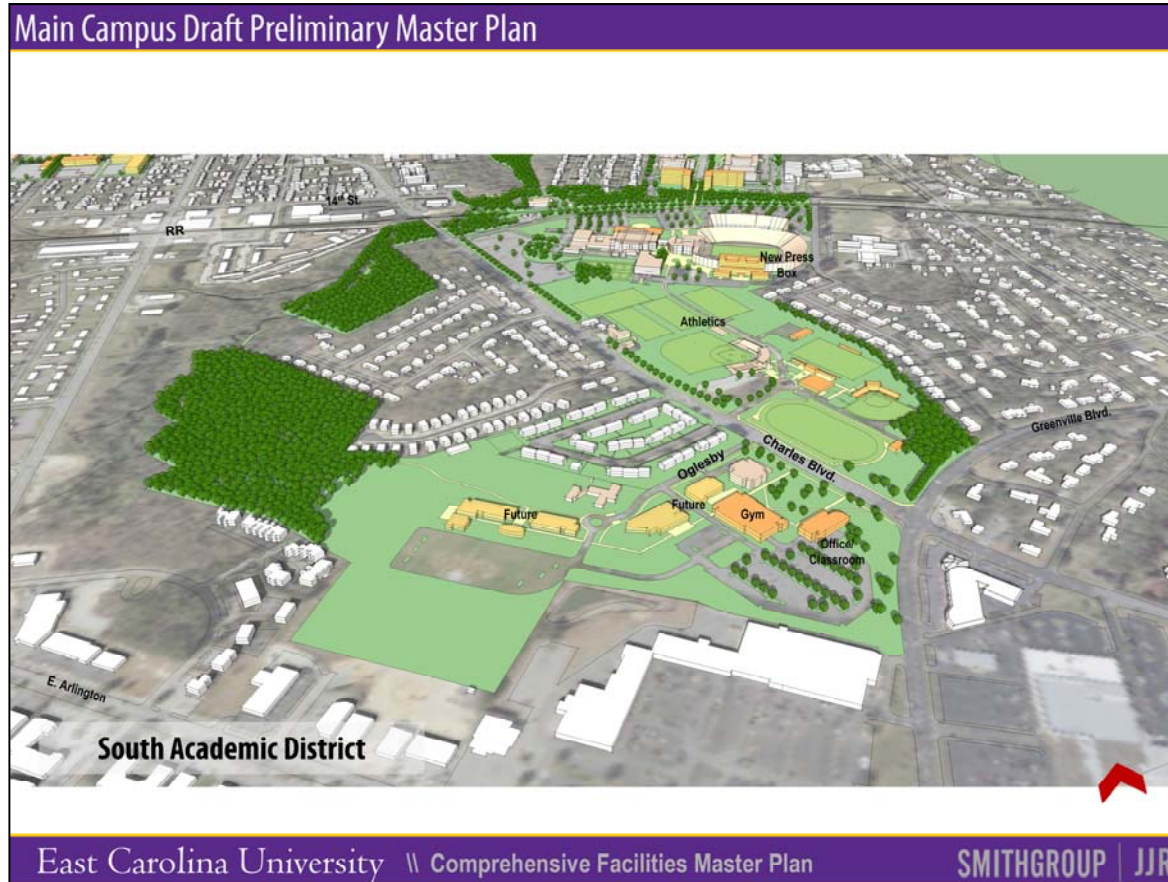 Main Campus Draft Preliminary Master Plan
14th St.
RR
New Press
Box
Athletics
Greenville Blvd.
Charles Blvd.
Oglesby
Future
Future
Gym
Office/
Classroom
E. Arlington
South Academic District
East Carolina University \\ Comprehensive Facilities Master Plan
SMITHGROUP | JJR